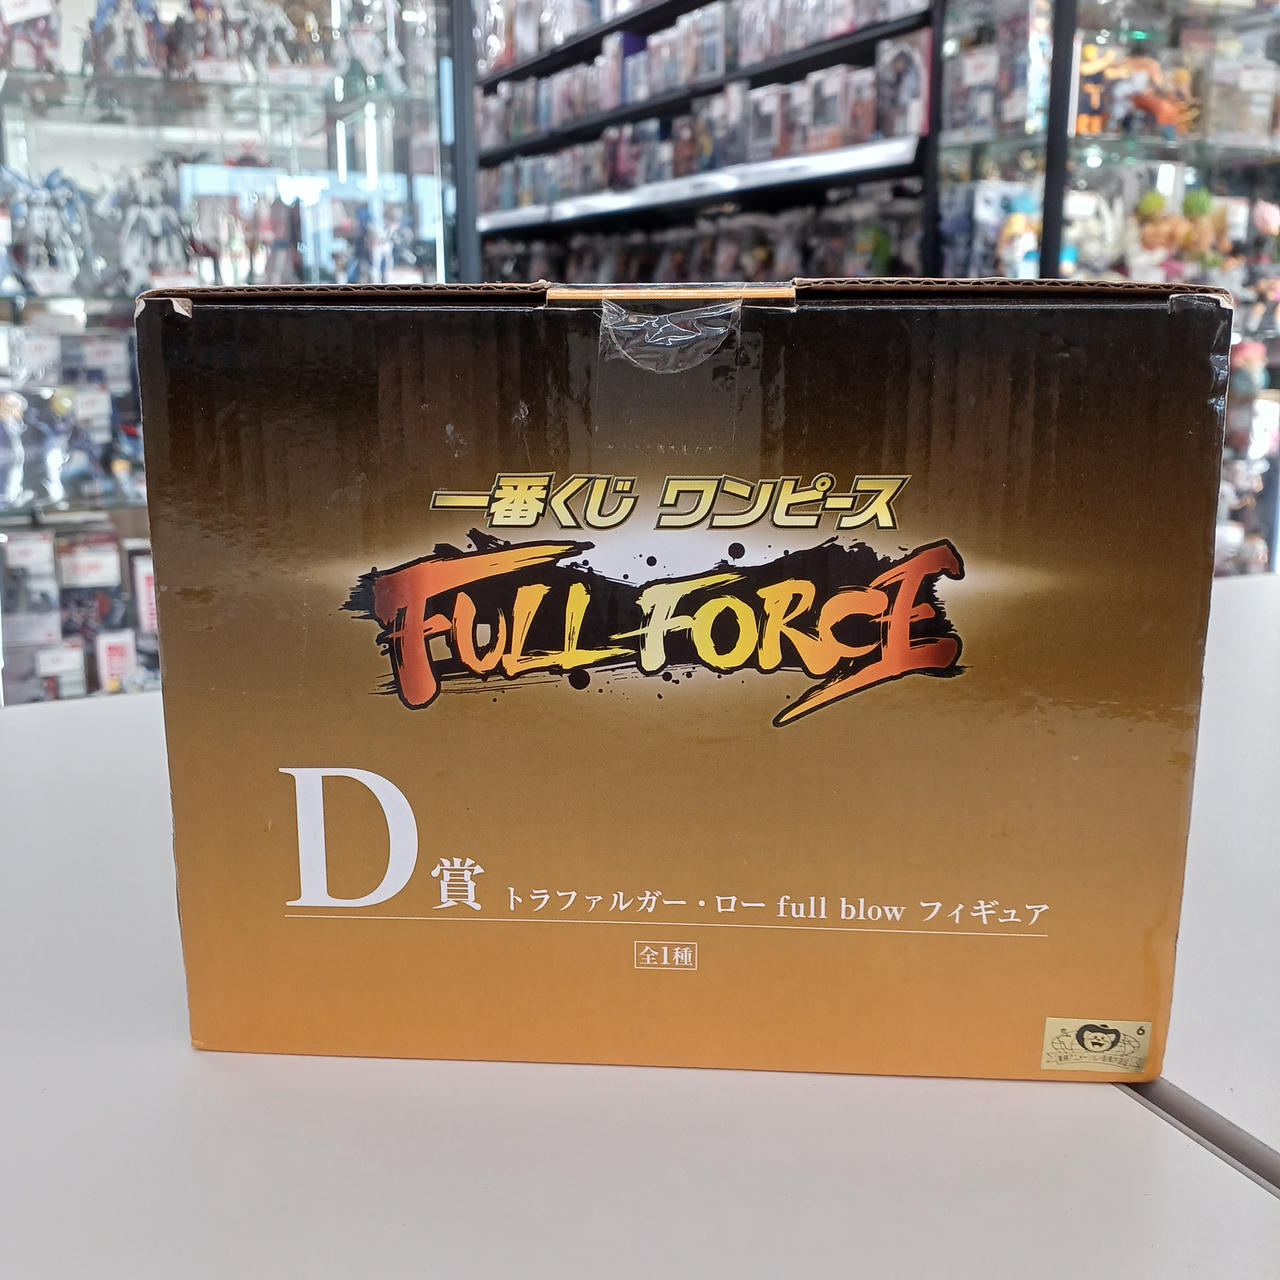 一番くじ ワンピース
FULL FORCE
D賞 トラファルガー・ロー full blow フィギュア
全1種
6